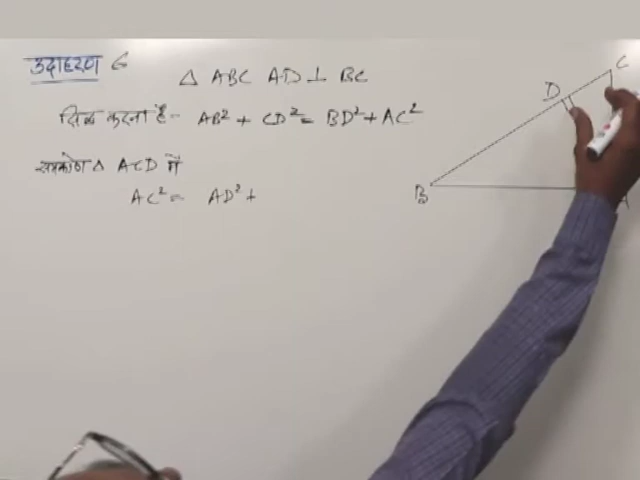 उदाहरण 6
△ ABC AD ⊥ BC
सिद्ध करना है - AB² + CD² = BD² + AC²
समकोण △ ACD में
AC² = AD² +
C
D
B
A